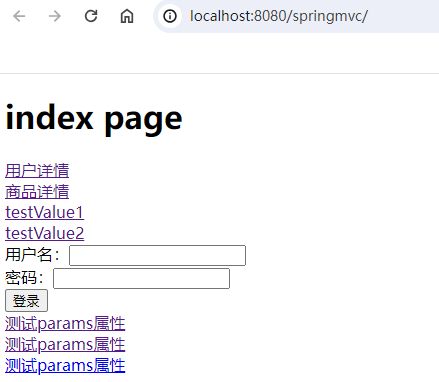 localhost:8080/springmvc/
index page
用户详情
商品详情
testValue1
testValue2
用户名：
密码：
登录
测试params属性
测试params属性
测试params属性